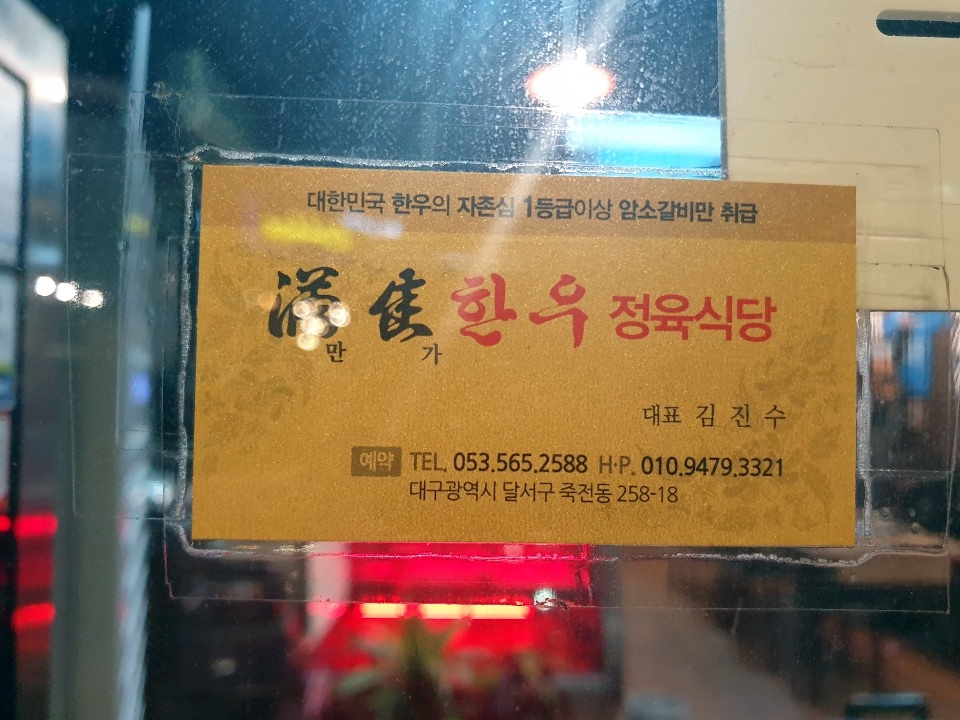 대한민국 한우의 자존심 1등급이상 암소갈비만 취급
滿 佳 한우 정육식당
만 가
대표 김진수
예약 TEL. 053.565.2588 H·P. 010.9479.3321
대구광역시 달서구 죽전동 258-18